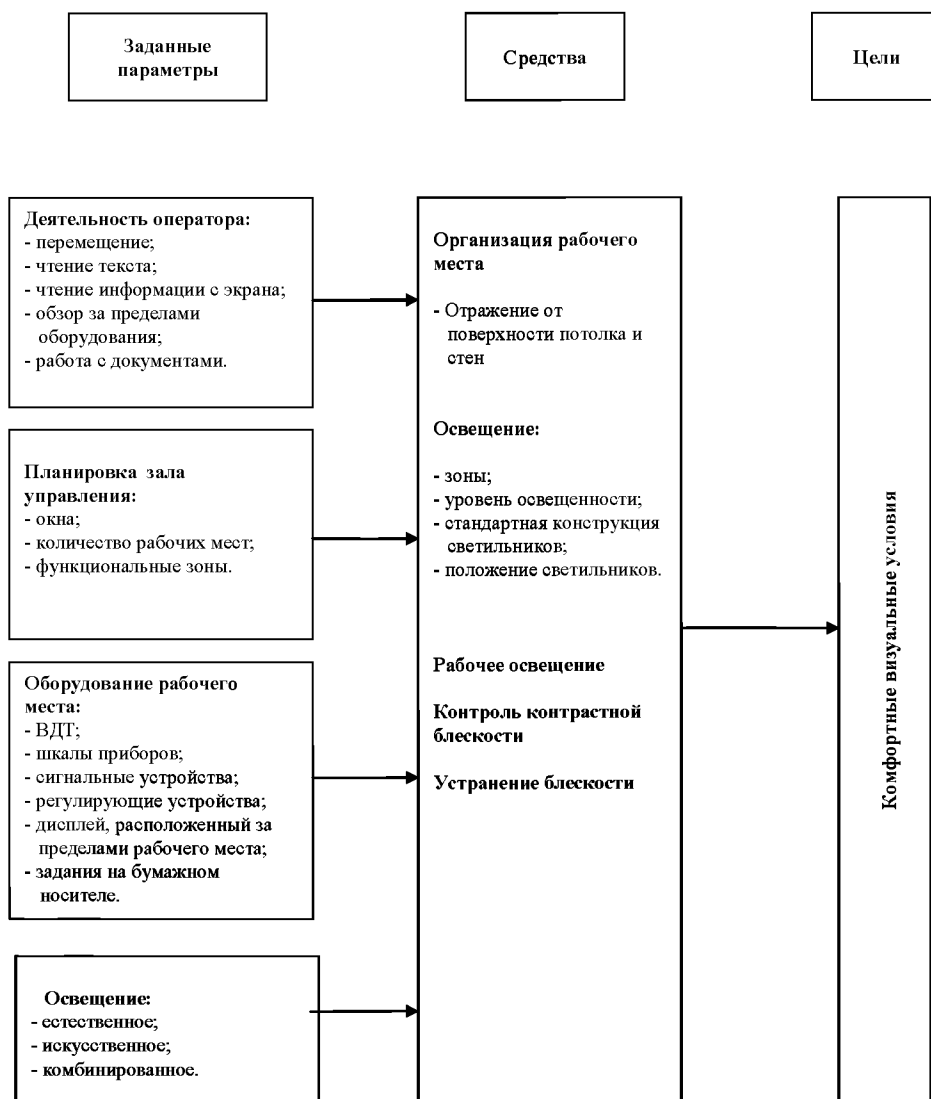 Заданные
параметры
Средства
Цели
Деятельность оператора:
- перемещение;
- чтение текста;
- чтение информации с экрана;
- обзор за пределами
оборудования;
- работа с документами.
Планировка зала
управления:
- окна;
- количество рабочих мест;
- функциональные зоны.
Оборудование рабочего
места:
- ВДТ;
- шкалы приборов;
- сигнальные устройства;
- регулирующие устройства;
- дисплей, расположенный за
пределами рабочего места;
- задания на бумажном
носителе.
Освещение:
- естественное;
- искусственное;
- комбинированное.
Организация рабочего
места
- Отражение от
поверхности потолка и
стен
Освещение:
- зоны;
- уровень освещенности;
- стандартная конструкция
светильников;
- положение светильников.
Рабочее освещение
Контроль контрастной
блескости
Устранение блескости
Комфортные визуальные условия